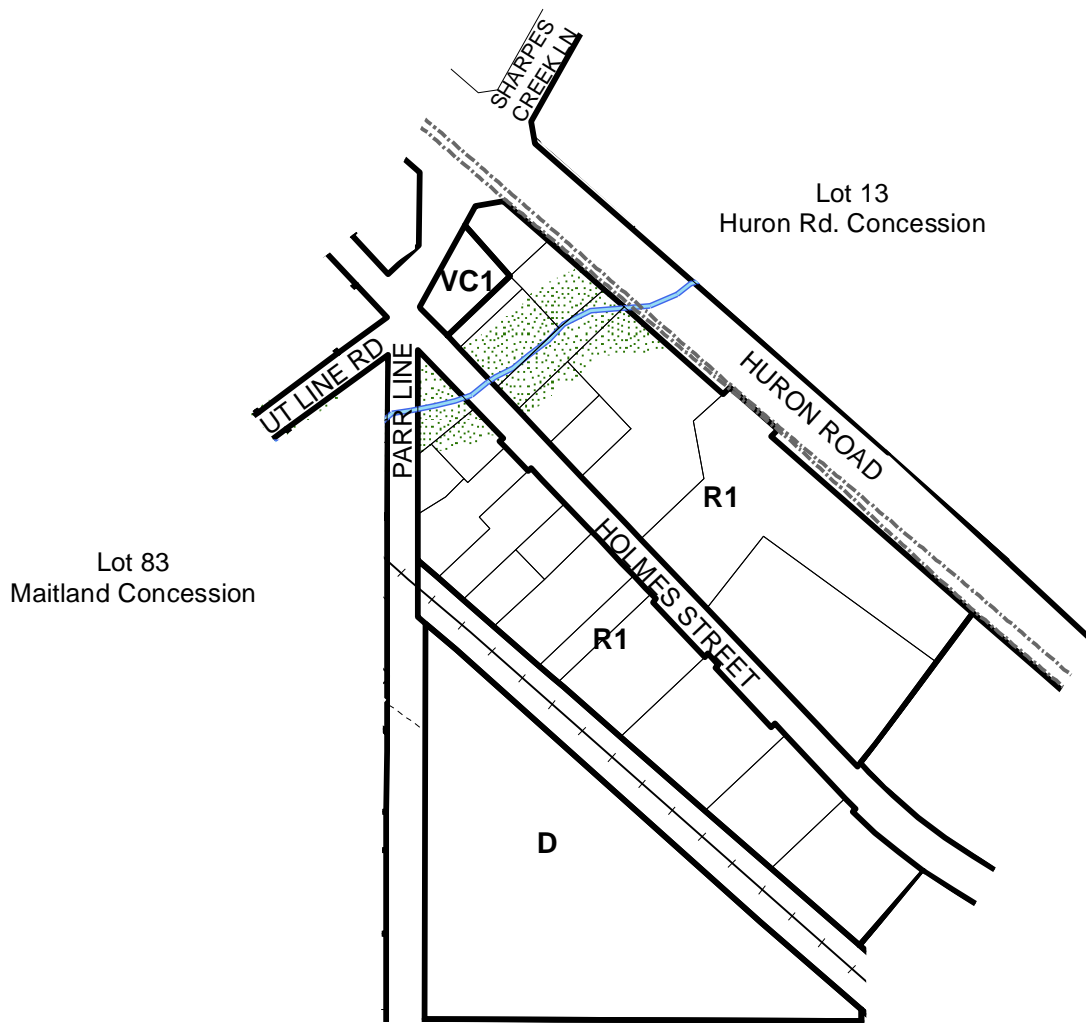 SHARPES
CREEK LN
Lot 13
Huron Rd. Concession
VC1
UT LINE RD
PARR LINE
HURON ROAD
R1
HOLMES STREET
Lot 83
Maitland Concession
R1
D